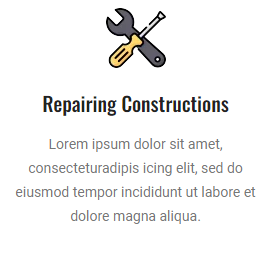 Repairing Constructions
Lorem ipsum dolor sit amet,
consecteturadipis icing elit, sed do
eiusmod tempor incididunt ut labore et
dolore magna aliqua.